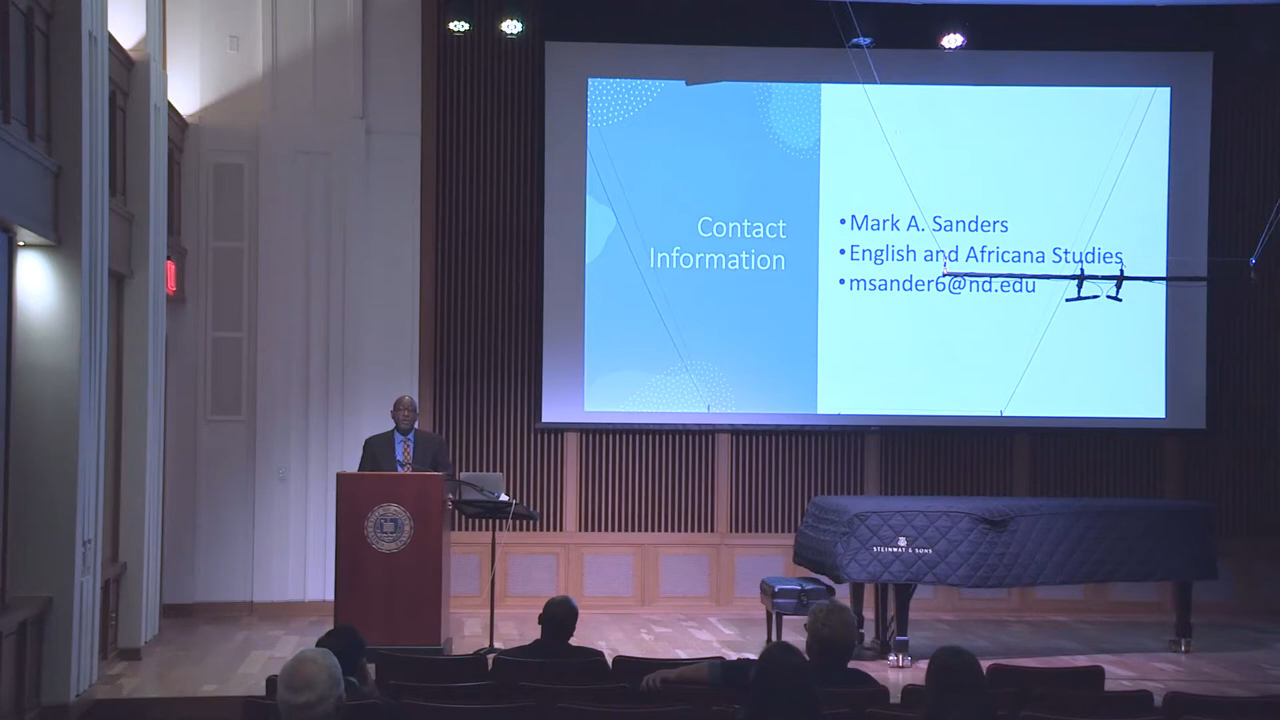 Contact
Information
•Mark A. Sanders
•English and Africana Studies
•msander6@nd.edu
STEINWAY & SONS